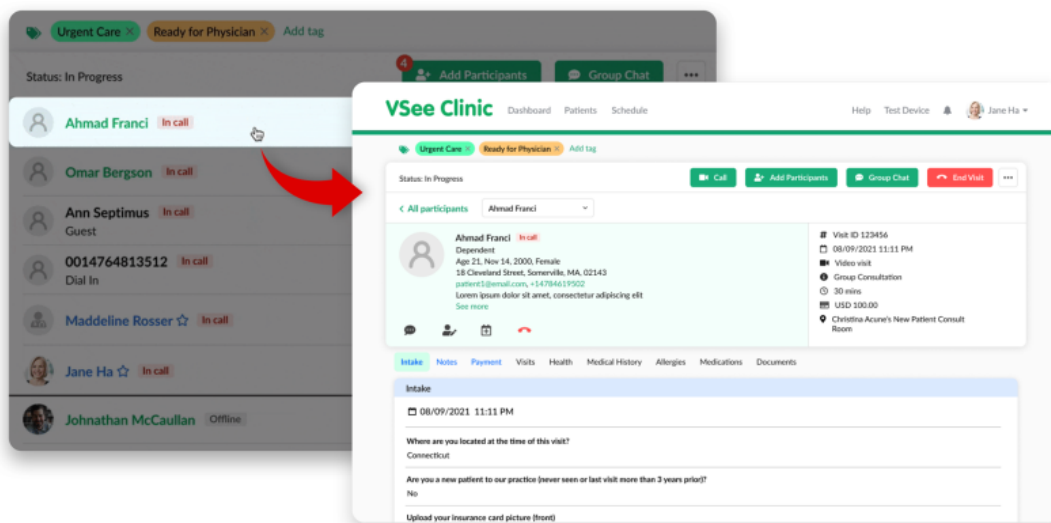 Urgent Care × Ready for Physician × Add tag
Status: In Progress
4
Add Participants Group Chat
Ahmad Franci In call
Omar Bergson In call
Ann Septimus In call
Guest
0014764813512 In call
Dial In
Maddeline Rosser In call
Jane Ha In call
Johnathan McCaullan Offline
VSee Clinic Dashboard Patients Schedule Help Test Device Jane Ha
Urgent Care × Ready for Physician × Add tag
Status: In Progress Call Add Participants Group Chat End Visit
< All participants Ahmad Franci
Ahmad Franci In call
Dependent
Age 21, Nov 14, 2000, Female
18 Cleveland Street, Somerville, MA, 02143
patient1@email.com, +14784619502
Lorem ipsum dolor sit amet, consectetur adipiscing elit
See more
Visit ID 123456
08/09/2021 11:11 PM
Video visit
Group Consultation
30 mins
USD 100.00
Christina Acune's New Patient Consult
Room
Intake Notes Payment Visits Health Medical History Allergies Medications Documents
Intake
08/09/2021 11:11 PM
Where are you located at the time of this visit?
Connecticut
Are you a new patient to our practice (never seen or last visit more than 3 years prior)?
No
Upload your insurance card picture (front)